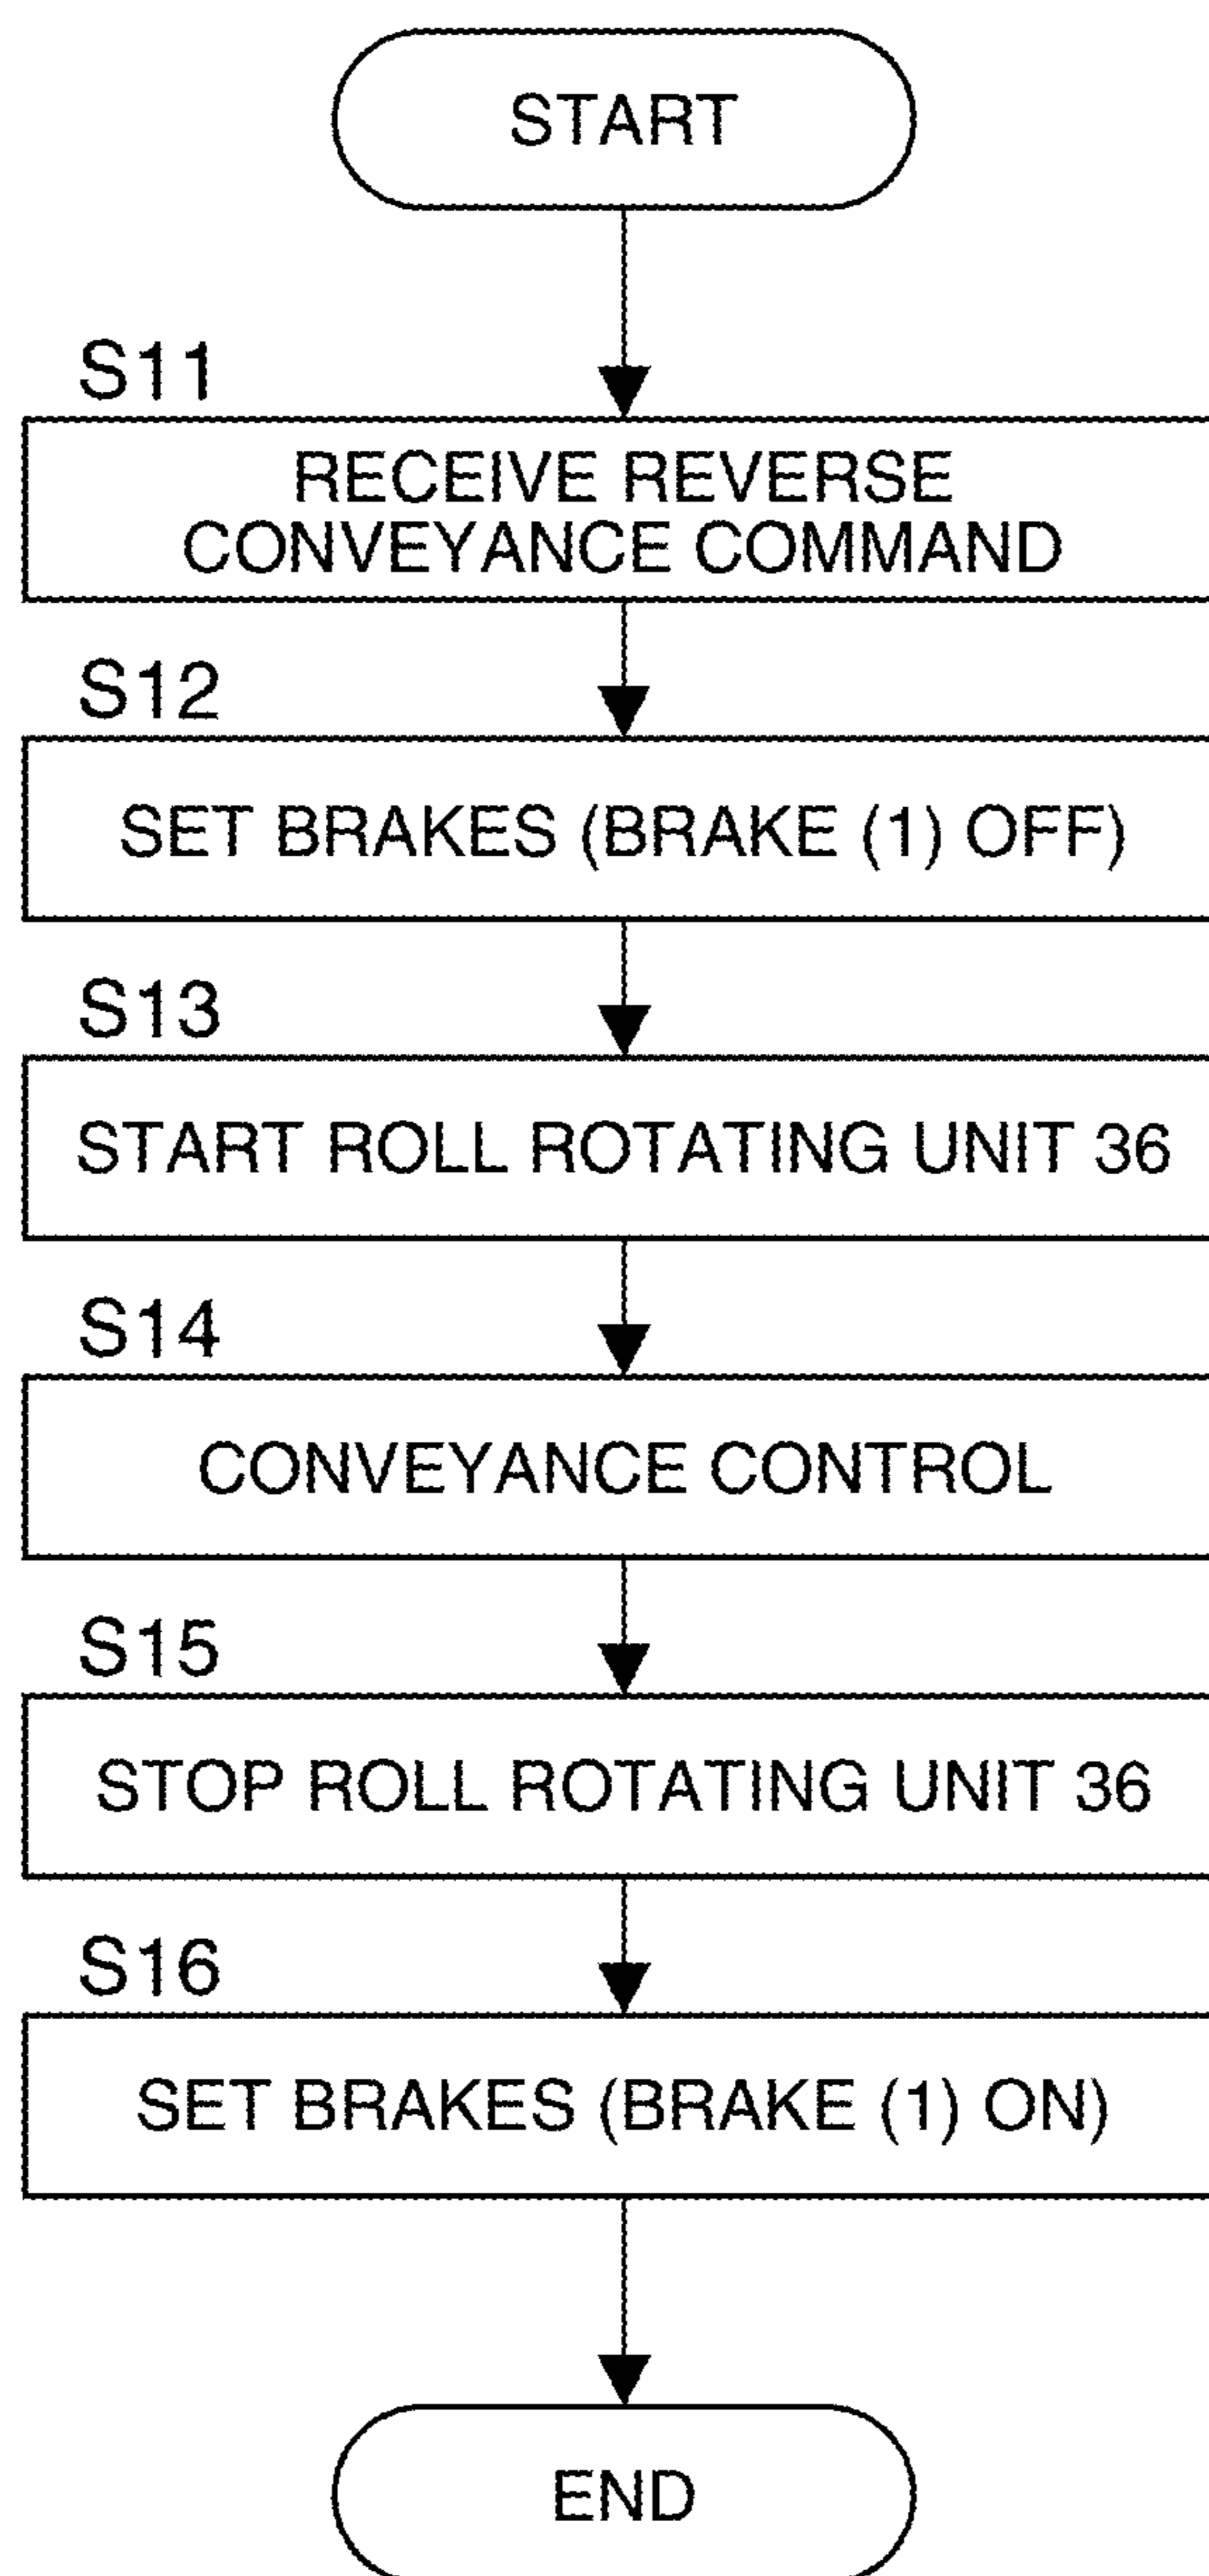 START
S11
RECEIVE REVERSE
CONVEYANCE COMMAND
S12
SET BRAKES (BRAKE (1) OFF)
S13
START ROLL ROTATING UNIT 36
S14
CONVEYANCE CONTROL
S15
STOP ROLL ROTATING UNIT 36
S16
SET BRAKES (BRAKE (1) ON)
END